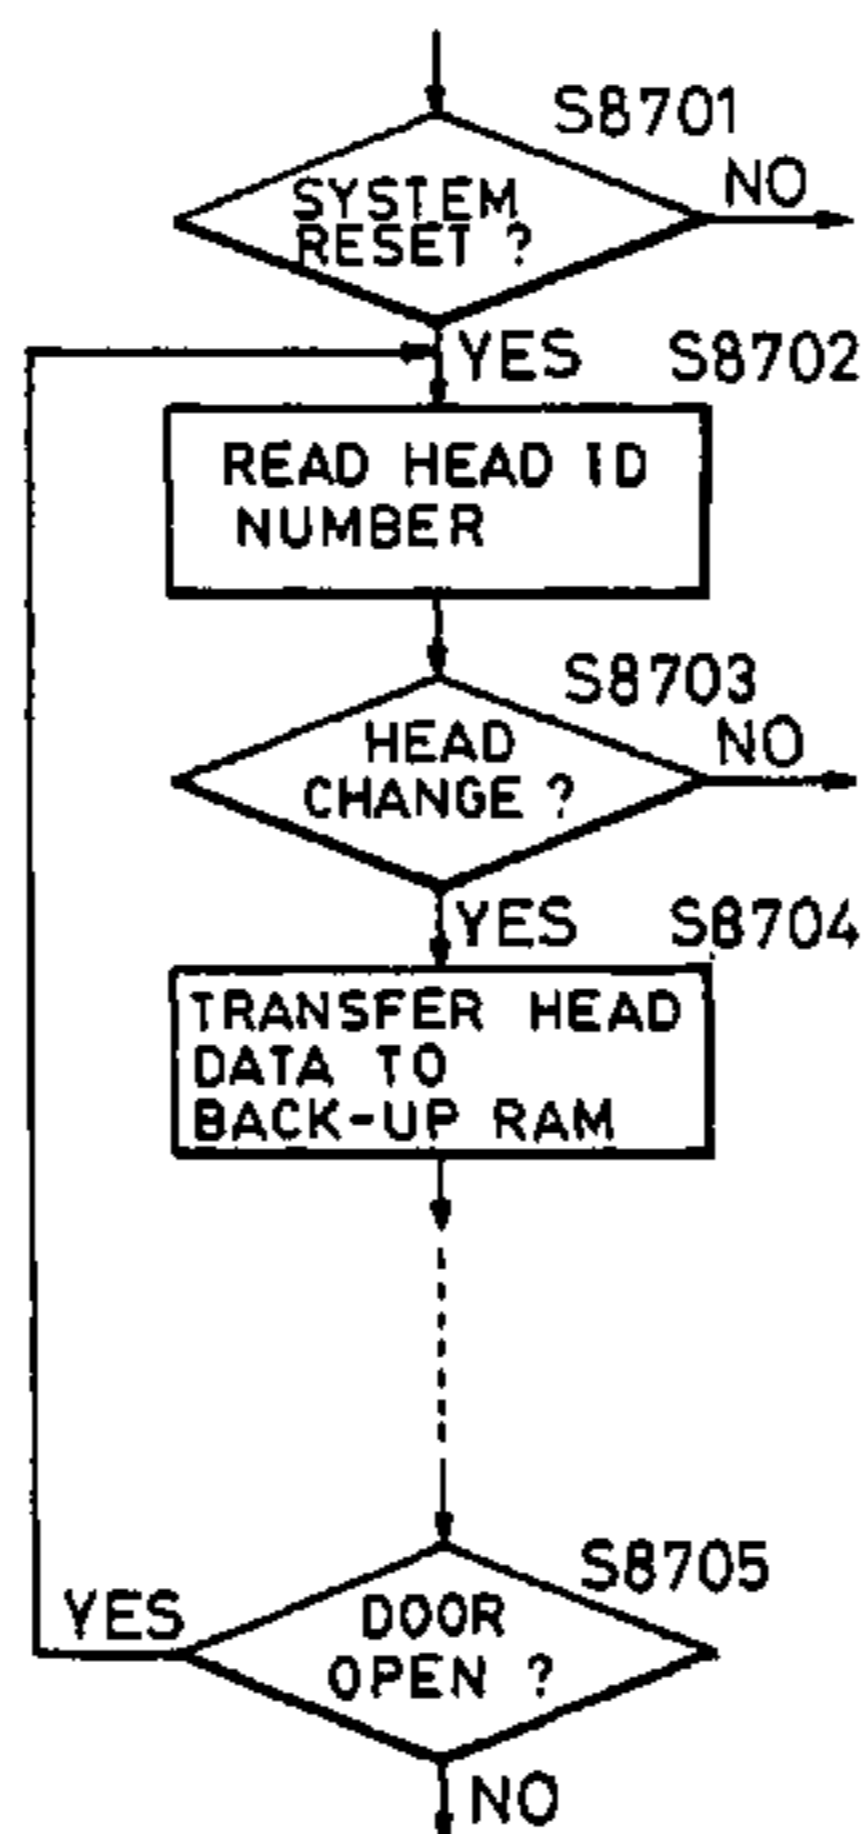 S8701
SYSTEM
RESET ?
NO
YES
S8702
READ HEAD ID
NUMBER
S8703
HEAD
CHANGE ?
NO
YES
S8704
TRANSFER HEAD
DATA TO
BACK-UP RAM
S8705
YES
DOOR
OPEN ?
NO